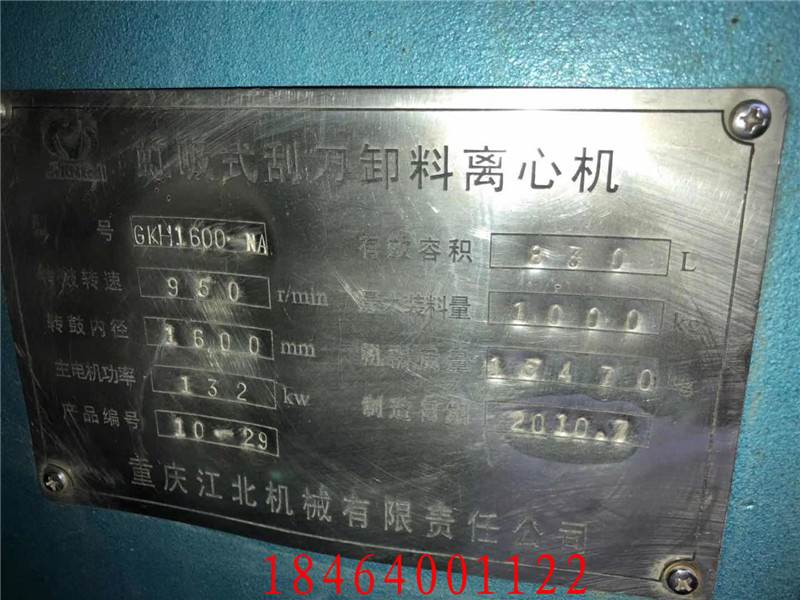 虹吸式刮刀卸料离心机
型号 GKH1600-NA 有效容积 830 L
转鼓转速 950 r/min 最大装料量 1000 kg
转鼓内径 1600 mm 15470
主电机功率 132 kw 制造日期 2010.7
产品编号 10-29
重庆江北机械有限责任公司
18464001122